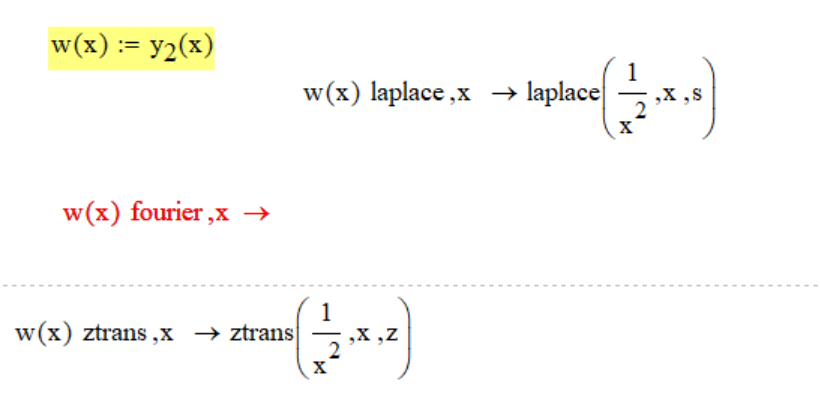 w(x) := y₂(x)
w(x) laplace ,x → laplace(1/x² ,x ,s)
w(x) fourier ,x →
w(x) ztrans ,x → ztrans(1/x² ,x ,z)